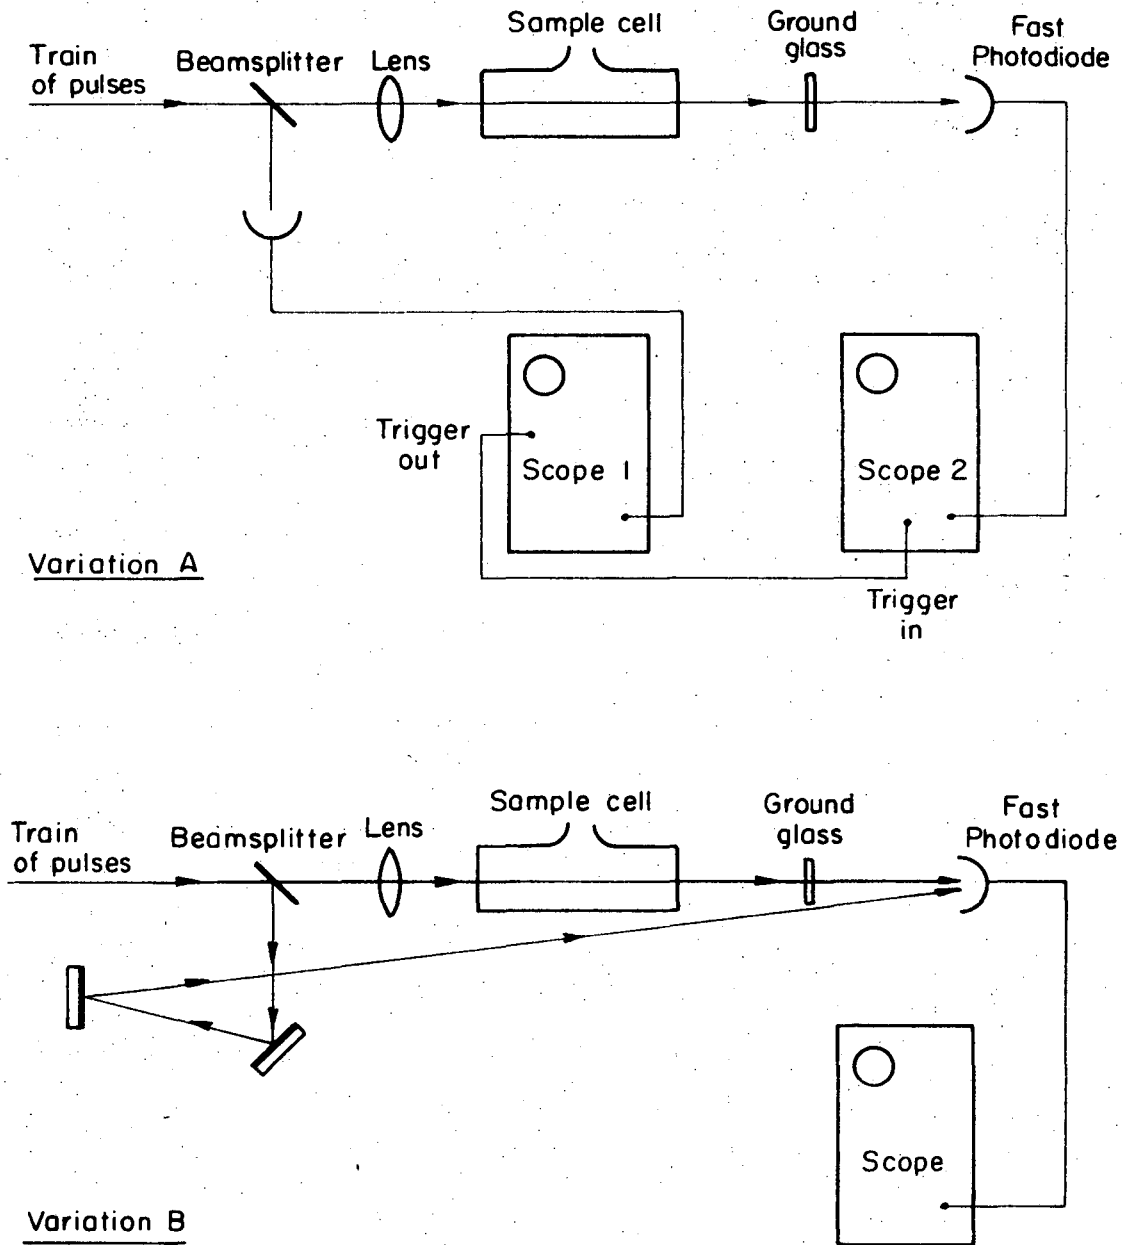 Train
of pulses
Beamsplitter
Lens
Sample cell
Ground
glass
Fast
Photodiode
Trigger
out
Scope 1
Scope 2
Trigger
in
Variation A
Train
of pulses
Beamsplitter
Lens
Sample cell
Ground
glass
Fast
Photodiode
Scope
Variation B